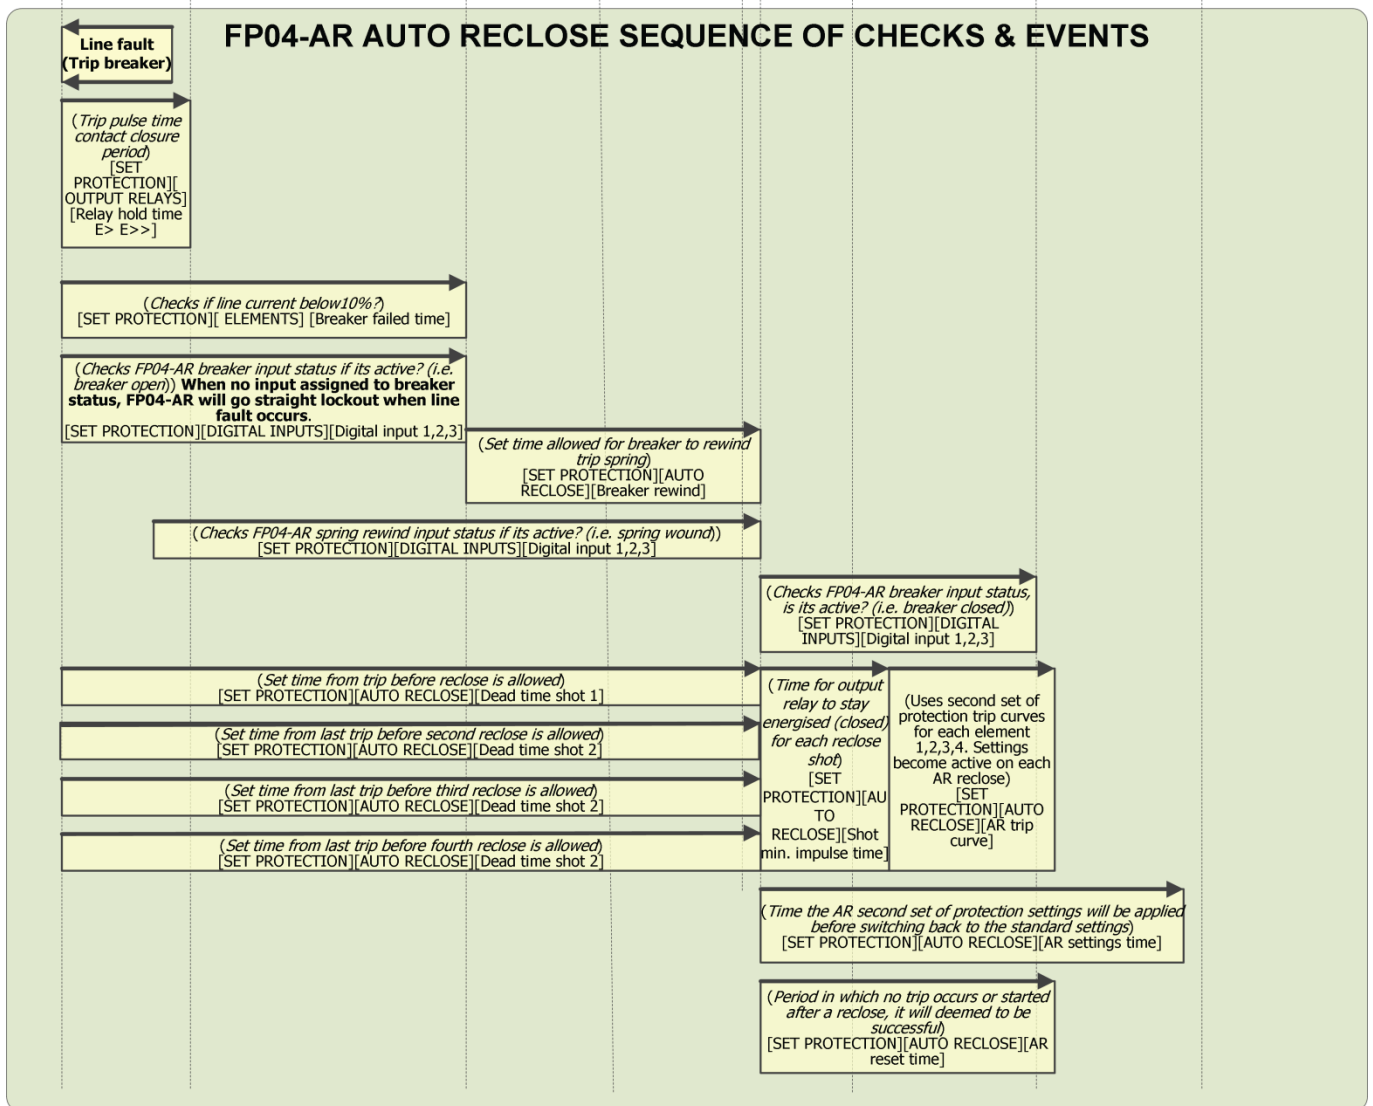 FP04-AR AUTO RECLOSE SEQUENCE OF CHECKS & EVENTS
Line fault
(Trip breaker)
(Trip pulse time
contact closure
period)
[SET
PROTECTION][
OUTPUT RELAYS]
[Relay hold time
E> E>>]
(Checks if line current below10%?)
[SET PROTECTION][ ELEMENTS] [Breaker failed time]
(Checks FP04-AR breaker input status if its active? (i.e.
breaker open)) When no input assigned to breaker
status, FP04-AR will go straight lockout when line
fault occurs.
[SET PROTECTION][DIGITAL INPUTS][Digital input 1,2,3]
(Set time allowed for breaker to rewind
trip spring)
[SET PROTECTION][AUTO
RECLOSE][Breaker rewind]
(Checks FP04-AR spring rewind input status if its active? (i.e. spring wound))
[SET PROTECTION][DIGITAL INPUTS][Digital input 1,2,3]
(Checks FP04-AR breaker input status,
is its active? (i.e. breaker closed))
[SET PROTECTION][DIGITAL
INPUTS][Digital input 1,2,3]
(Set time from trip before reclose is allowed)
[SET PROTECTION][AUTO RECLOSE][Dead time shot 1]
(Set time from last trip before second reclose is allowed)
[SET PROTECTION][AUTO RECLOSE][Dead time shot 2]
(Set time from last trip before third reclose is allowed)
[SET PROTECTION][AUTO RECLOSE][Dead time shot 2]
(Set time from last trip before fourth reclose is allowed)
[SET PROTECTION][AUTO RECLOSE][Dead time shot 2]
(Time for output
relay to stay
energised (closed)
for each reclose
shot)
[SET
PROTECTION][AU
TO
RECLOSE][Shot
min. impulse time]
(Uses second set of
protection trip curves
for each element
1,2,3,4. Settings
become active on each
AR reclose)
[SET
PROTECTION][AUTO
RECLOSE][AR trip
curve]
(Time the AR second set of protection settings will be applied
before switching back to the standard settings)
[SET PROTECTION][AUTO RECLOSE][AR settings time]
(Period in which no trip occurs or started
after a reclose, it will deemed to be
successful)
[SET PROTECTION][AUTO RECLOSE][AR
reset time]